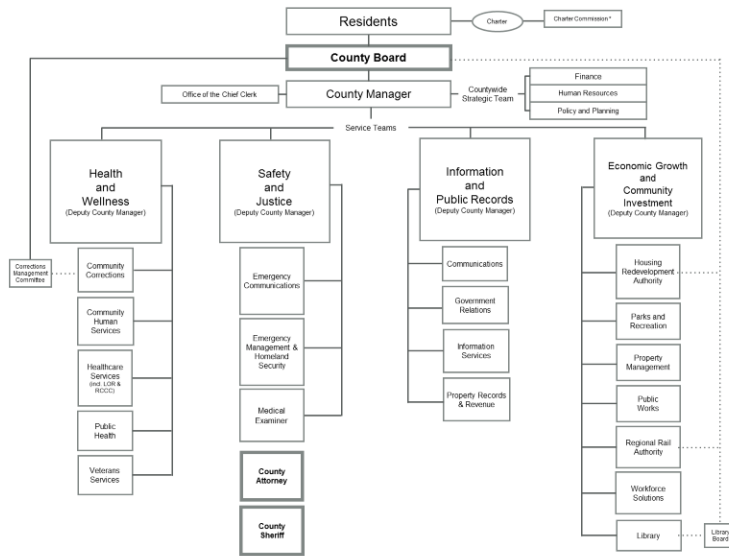 Residents
Charter
Charter Commission *
County Board
Office of the Chief Clerk
County Manager
Countywide
Strategic Team
Finance
Human Resources
Policy and Planning
Service Teams
Health
and
Wellness
(Deputy County Manager)
Safety
and
Justice
(Deputy County Manager)
Information
and
Public Records
(Deputy County Manager)
Economic Growth
and
Community
Investment
(Deputy County Manager)
Corrections
Management
Committee
Community
Corrections
Community
Human
Services
Healthcare
Services
(incl. LOR &
RCCC)
Public
Health
Veterans
Services
Emergency
Communications
Emergency
Management &
Homeland
Security
Medical
Examiner
County
Attorney
County
Sheriff
Communications
Government
Relations
Information
Services
Property Records
& Revenue
Housing
Redevelopment
Authority
Parks and
Recreation
Property
Management
Public
Works
Regional Rail
Authority
Workforce
Solutions
Library
Library
Board